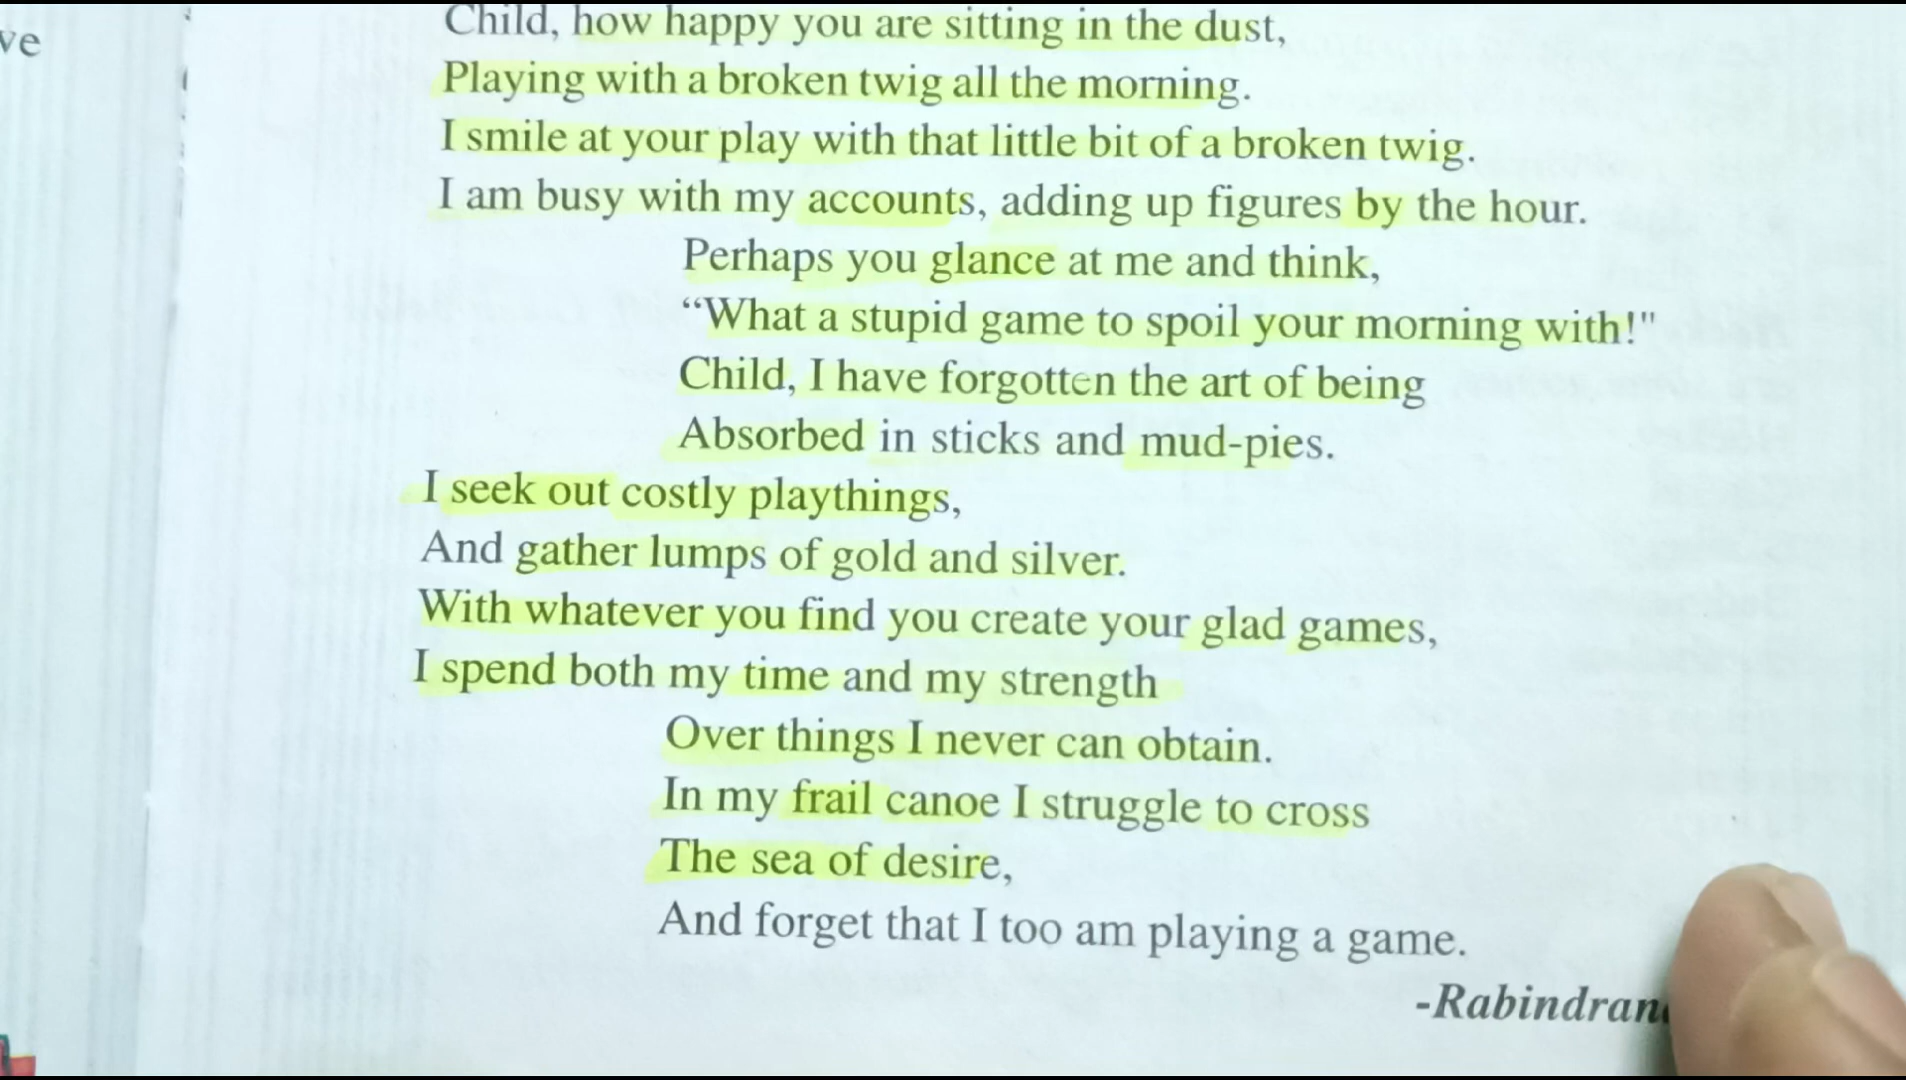 ve
Child, how happy you are sitting in the dust,
Playing with a broken twig all the morning.
I smile at your play with that little bit of a broken twig.
I am busy with my accounts, adding up figures by the hour.
Perhaps you glance at me and think,
“What a stupid game to spoil your morning with!"
Child, I have forgotten the art of being
Absorbed in sticks and mud-pies.
I seek out costly playthings,
And gather lumps of gold and silver.
With whatever you find you create your glad games,
I spend both my time and my strength
Over things I never can obtain.
In my frail canoe I struggle to cross
The sea of desire,
And forget that I too am playing a game.
-Rabindran